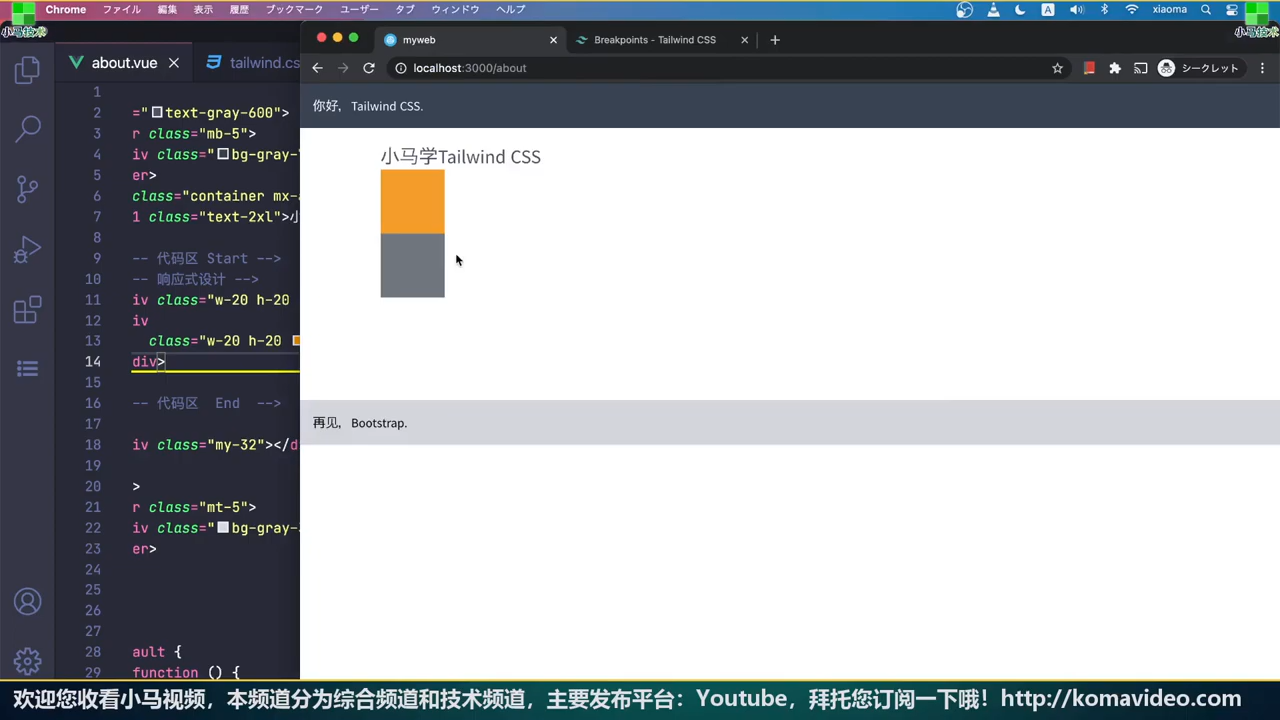 Chrome ファイル 編集 表示 履歴 ブックマーク ユーザー タブ ウィンドウ ヘルプ A xiaoma
小马技术
小马技术
about.vue
tailwind.cs
myweb
Breakpoints - Tailwind CSS
localhost:3000/about
シークレット
1
2 ="text-gray-600">
3 r class="mb-5">
4 iv class="bg-gray-
5 er>
6 class="container mx-a
7 1 class="text-2xl">小
8
9 -- 代码区 Start -->
10 -- 响应式设计 -->
11 iv class="w-20 h-20
12 iv
13 class="w-20 h-20
14 div>
15
16 -- 代码区 End -->
17
18 iv class="my-32"></d
19
20 >
21 r class="mt-5">
22 iv class="bg-gray-
23 er>
24
25
26
27
28 ault {
29 function () {
你好, Tailwind CSS.
小马学Tailwind CSS
再见, Bootstrap.
欢迎您收看小马视频，本频道分为综合频道和技术频道，主要发布平台：Youtube，拜托您订阅一下哦！http://komavideo.com